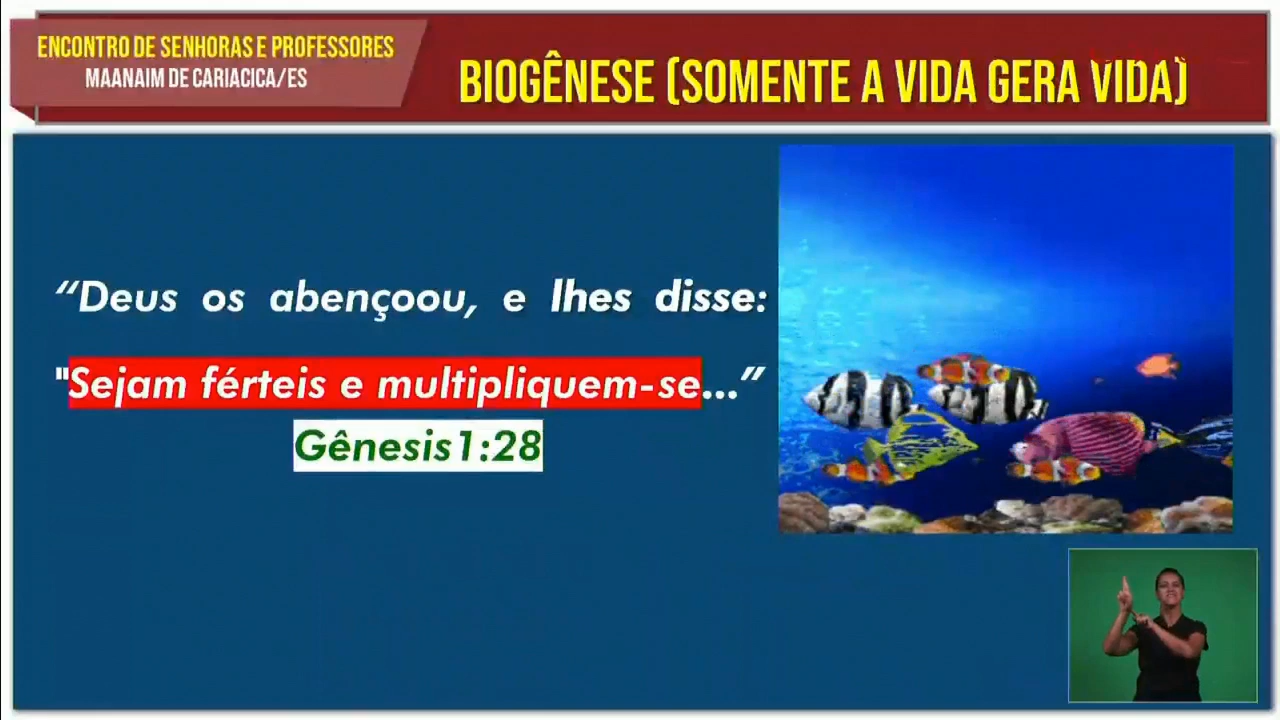 ENCONTRO DE SENHORAS E PROFESSORES
MAANAIM DE CARIACICA/ES
BIOGÊNESE (SOMENTE A VIDA GERA VIDA)
“Deus os abençoou, e lhes disse:
"Sejam férteis e multipliquem-se...”
Gênesis1:28